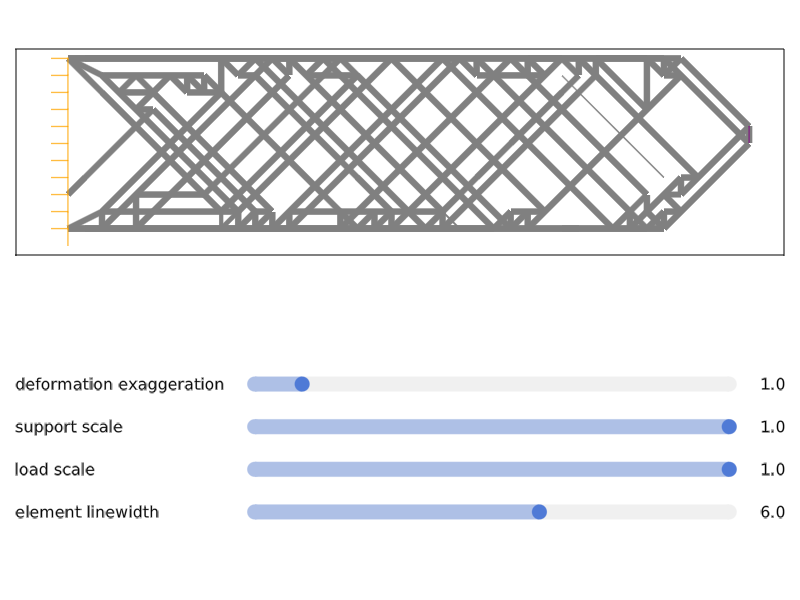 deformation exaggeration 1.0
support scale 1.0
load scale 1.0
element linewidth 6.0